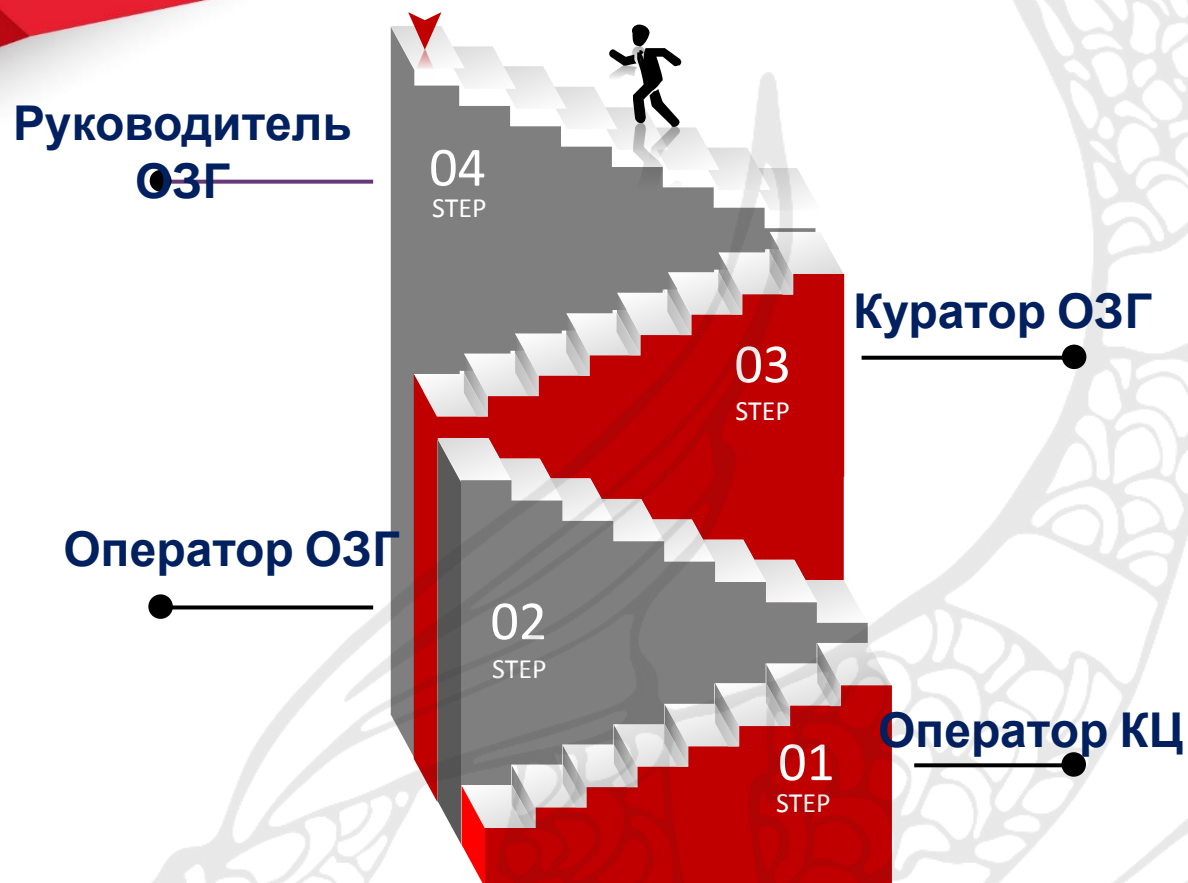 Руководитель
ОЗГ
04
STEP
Куратор ОЗГ
03
STEP
Оператор ОЗГ
02
STEP
Оператор КЦ
01
STEP